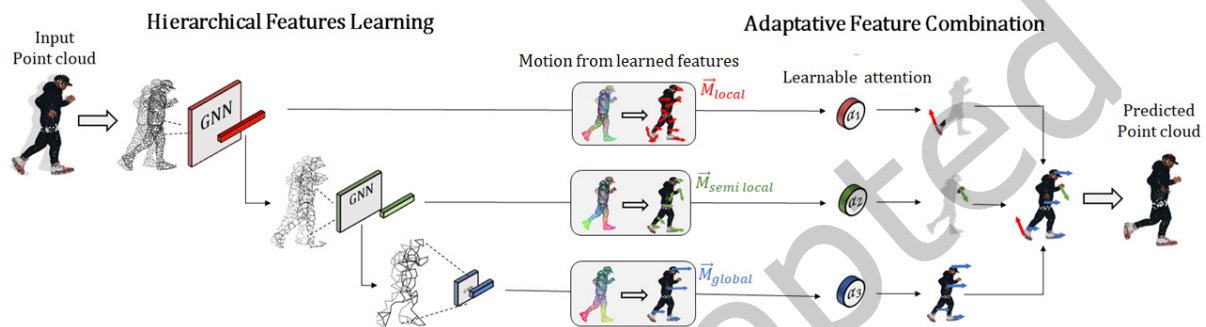 Hierarchical Features Learning
Adaptative Feature Combination
Input
Point cloud
GNN
GNN
Motion from learned features
M⃗local
M⃗semi local
M⃗global
Learnable attention
α1
α2
α3
Predicted
Point cloud
pted